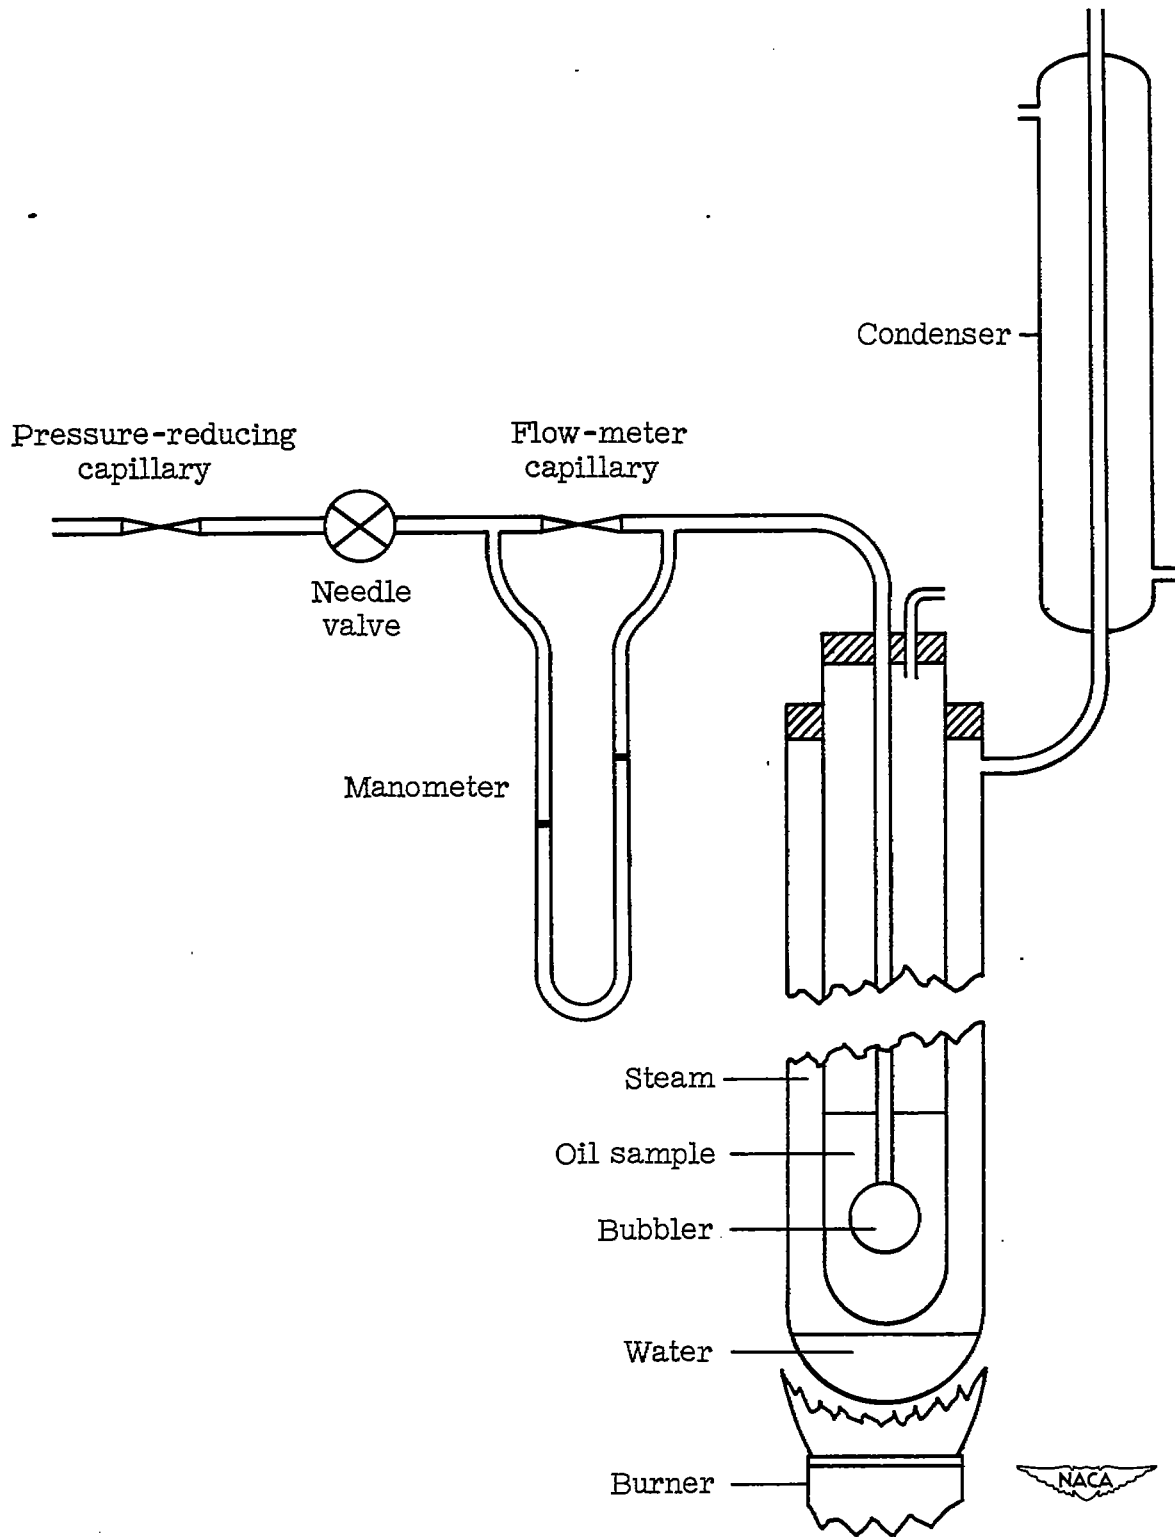 Condenser
Pressure-reducing
capillary
Flow-meter
capillary
Needle
valve
Manometer
Steam
Oil sample
Bubbler
Water
Burner
NACA